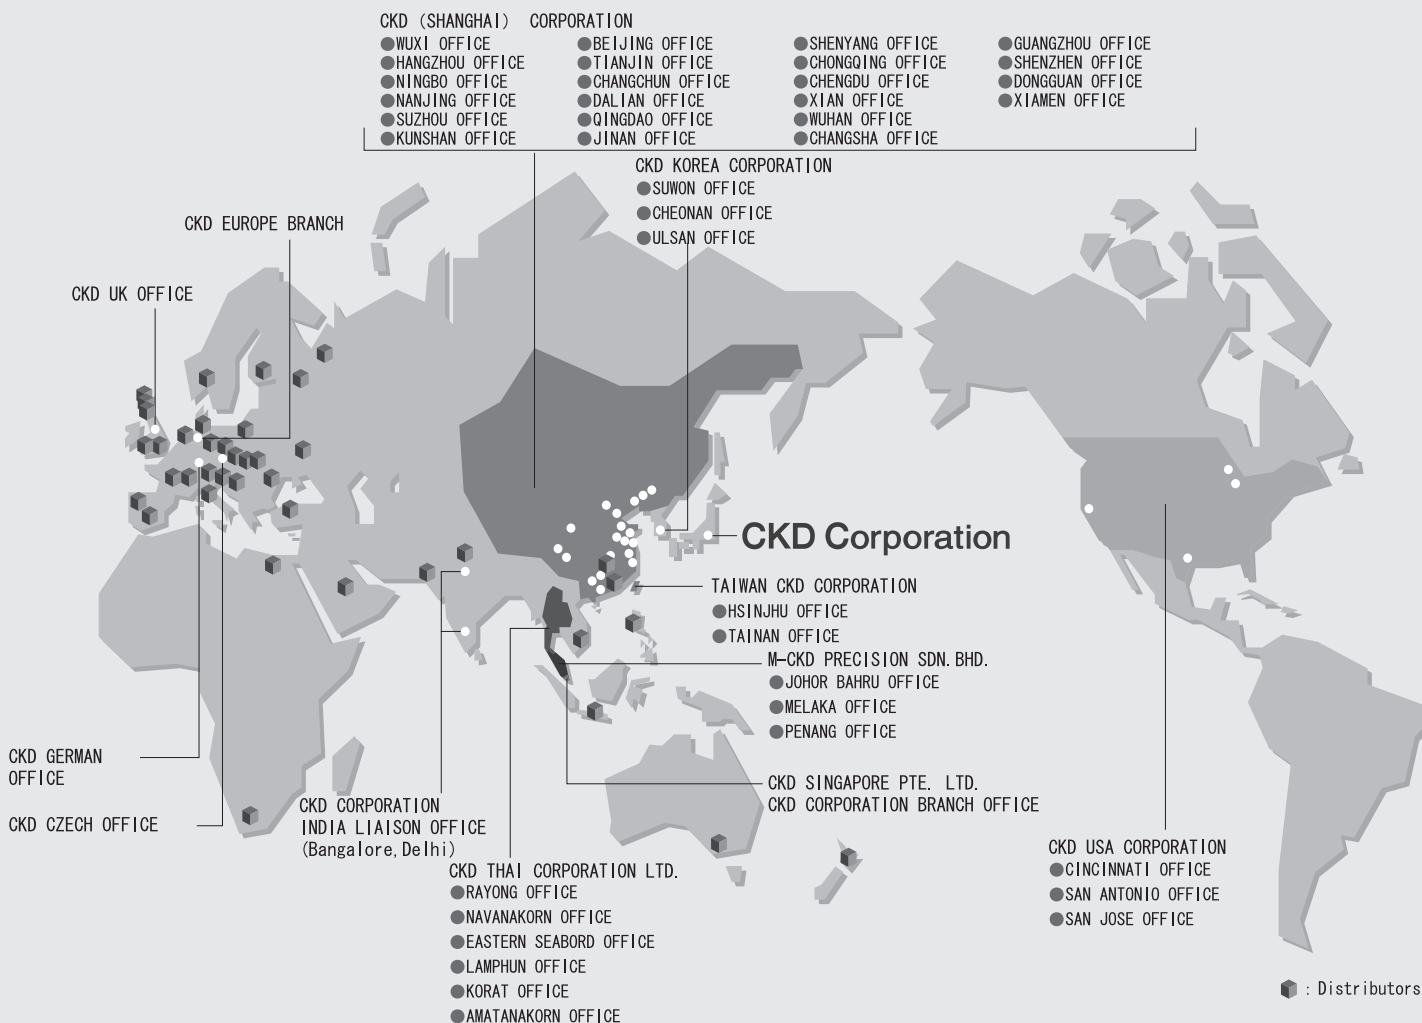 CKD (SHANGHAI) CORPORATION
●WUXI OFFICE
●HANGZHOU OFFICE
●NINGBO OFFICE
●NANJING OFFICE
●SUZHOU OFFICE
●KUNSHAN OFFICE
●BEIJING OFFICE
●TIANJIN OFFICE
●CHANGCHUN OFFICE
●DALIAN OFFICE
●QINGDAO OFFICE
●JINAN OFFICE
●SHENYANG OFFICE
●CHONGQING OFFICE
●CHENGDU OFFICE
●XIAN OFFICE
●WUHAN OFFICE
●CHANGSHA OFFICE
●GUANGZHOU OFFICE
●SHENZHEN OFFICE
●DONGGUAN OFFICE
●XIAMEN OFFICE
CKD KOREA CORPORATION
●SUWON OFFICE
●CHEONAN OFFICE
●ULSAN OFFICE
CKD EUROPE BRANCH
CKD UK OFFICE
CKD Corporation
TAIWAN CKD CORPORATION
●HSINJHU OFFICE
●TAINAN OFFICE
M-CKD PRECISION SDN.BHD.
●JOHOR BAHRU OFFICE
●MELAKA OFFICE
●PENANG OFFICE
CKD SINGAPORE PTE. LTD.
CKD CORPORATION BRANCH OFFICE
CKD GERMAN
OFFICE
CKD CZECH OFFICE
CKD CORPORATION
INDIA LIAISON OFFICE
(Bangalore,Delhi)
CKD THAI CORPORATION LTD.
●RAYONG OFFICE
●NAVANAKORN OFFICE
●EASTERN SEABORD OFFICE
●LAMPHUN OFFICE
●KORAT OFFICE
●AMATANAKORN OFFICE
CKD USA CORPORATION
●CINCINNATI OFFICE
●SAN ANTONIO OFFICE
●SAN JOSE OFFICE
: Distributors